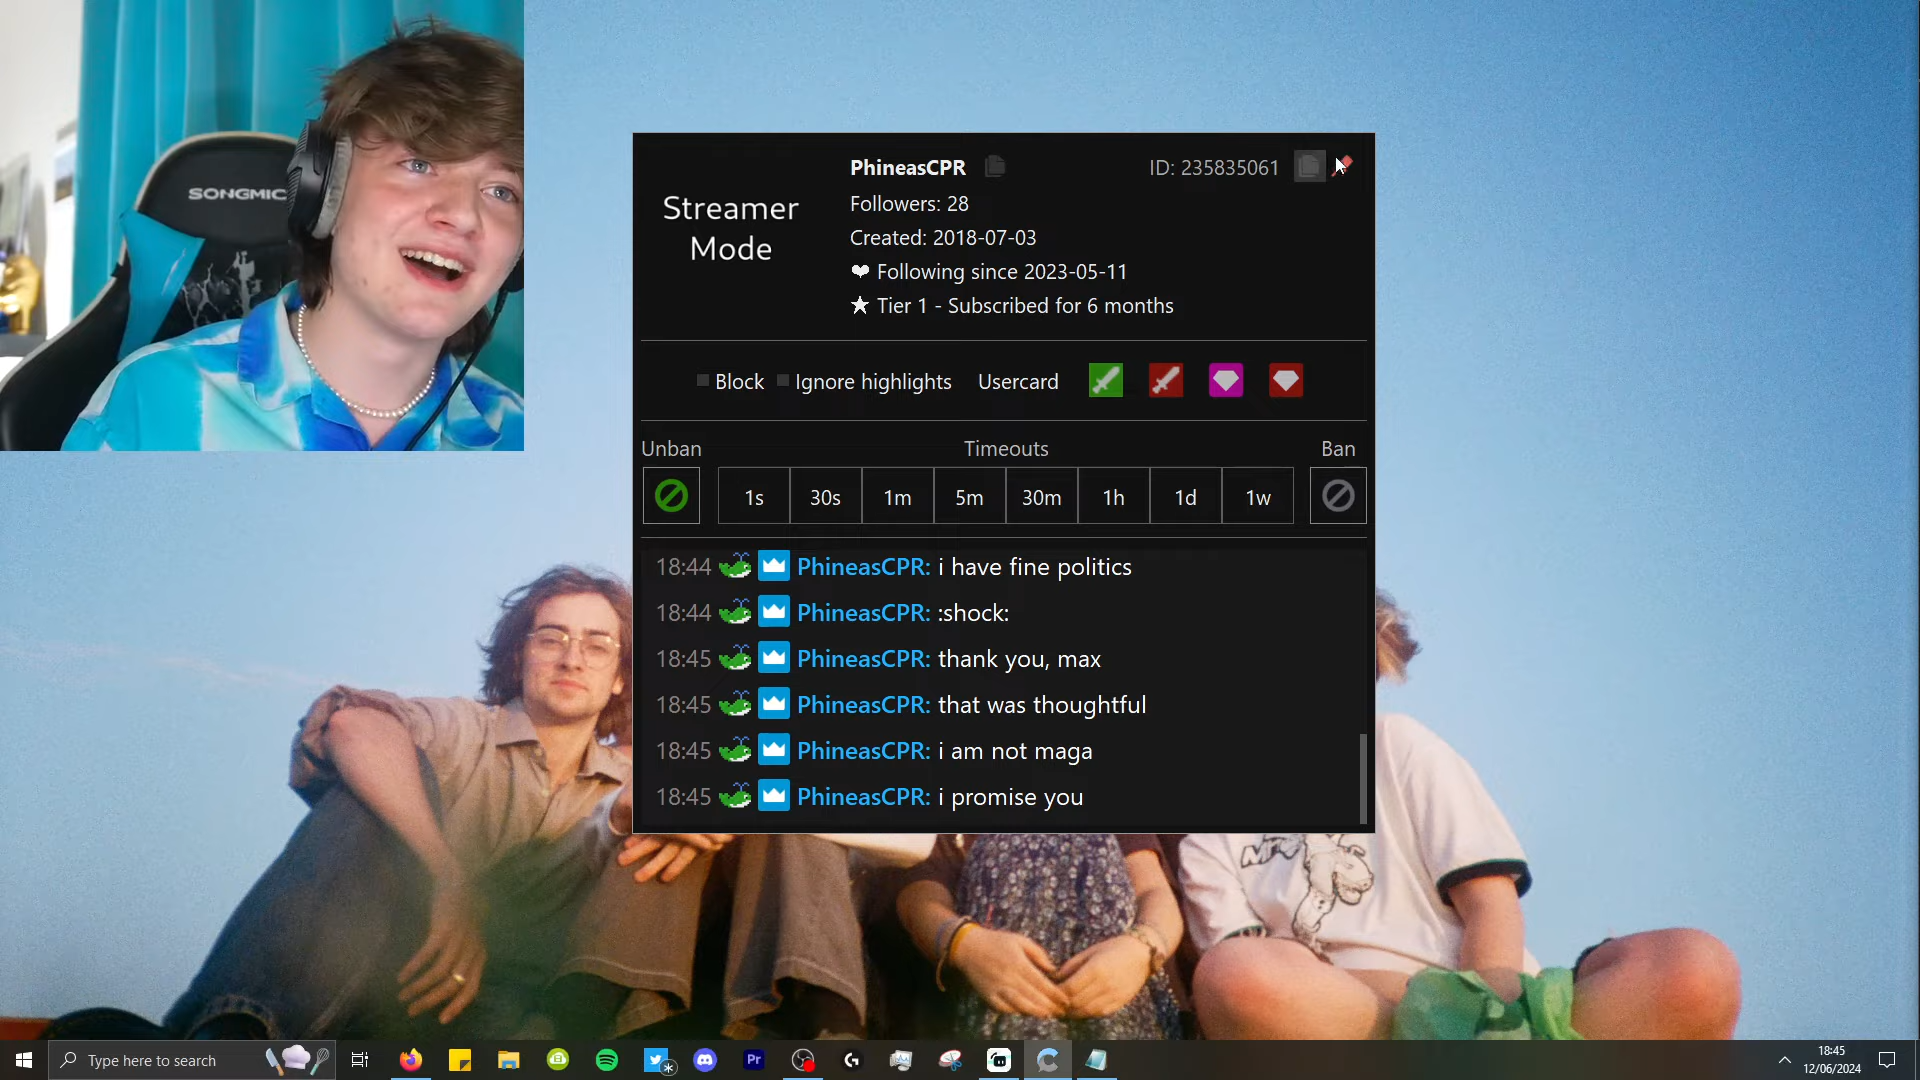 SONGMIC
PhineasCPR
ID: 235835061
Streamer
Mode
Followers: 28
Created: 2018-07-03
❤ Following since 2023-05-11
★ Tier 1 - Subscribed for 6 months
Block
Ignore highlights
Usercard
Unban
Timeouts
Ban
1s 30s 1m 5m 30m 1h 1d 1w
18:44 PhineasCPR: i have fine politics
18:44 PhineasCPR: :shock:
18:45 PhineasCPR: thank you, max
18:45 PhineasCPR: that was thoughtful
18:45 PhineasCPR: i am not maga
18:45 PhineasCPR: i promise you
Type here to search
Pr
18:45
12/06/2024